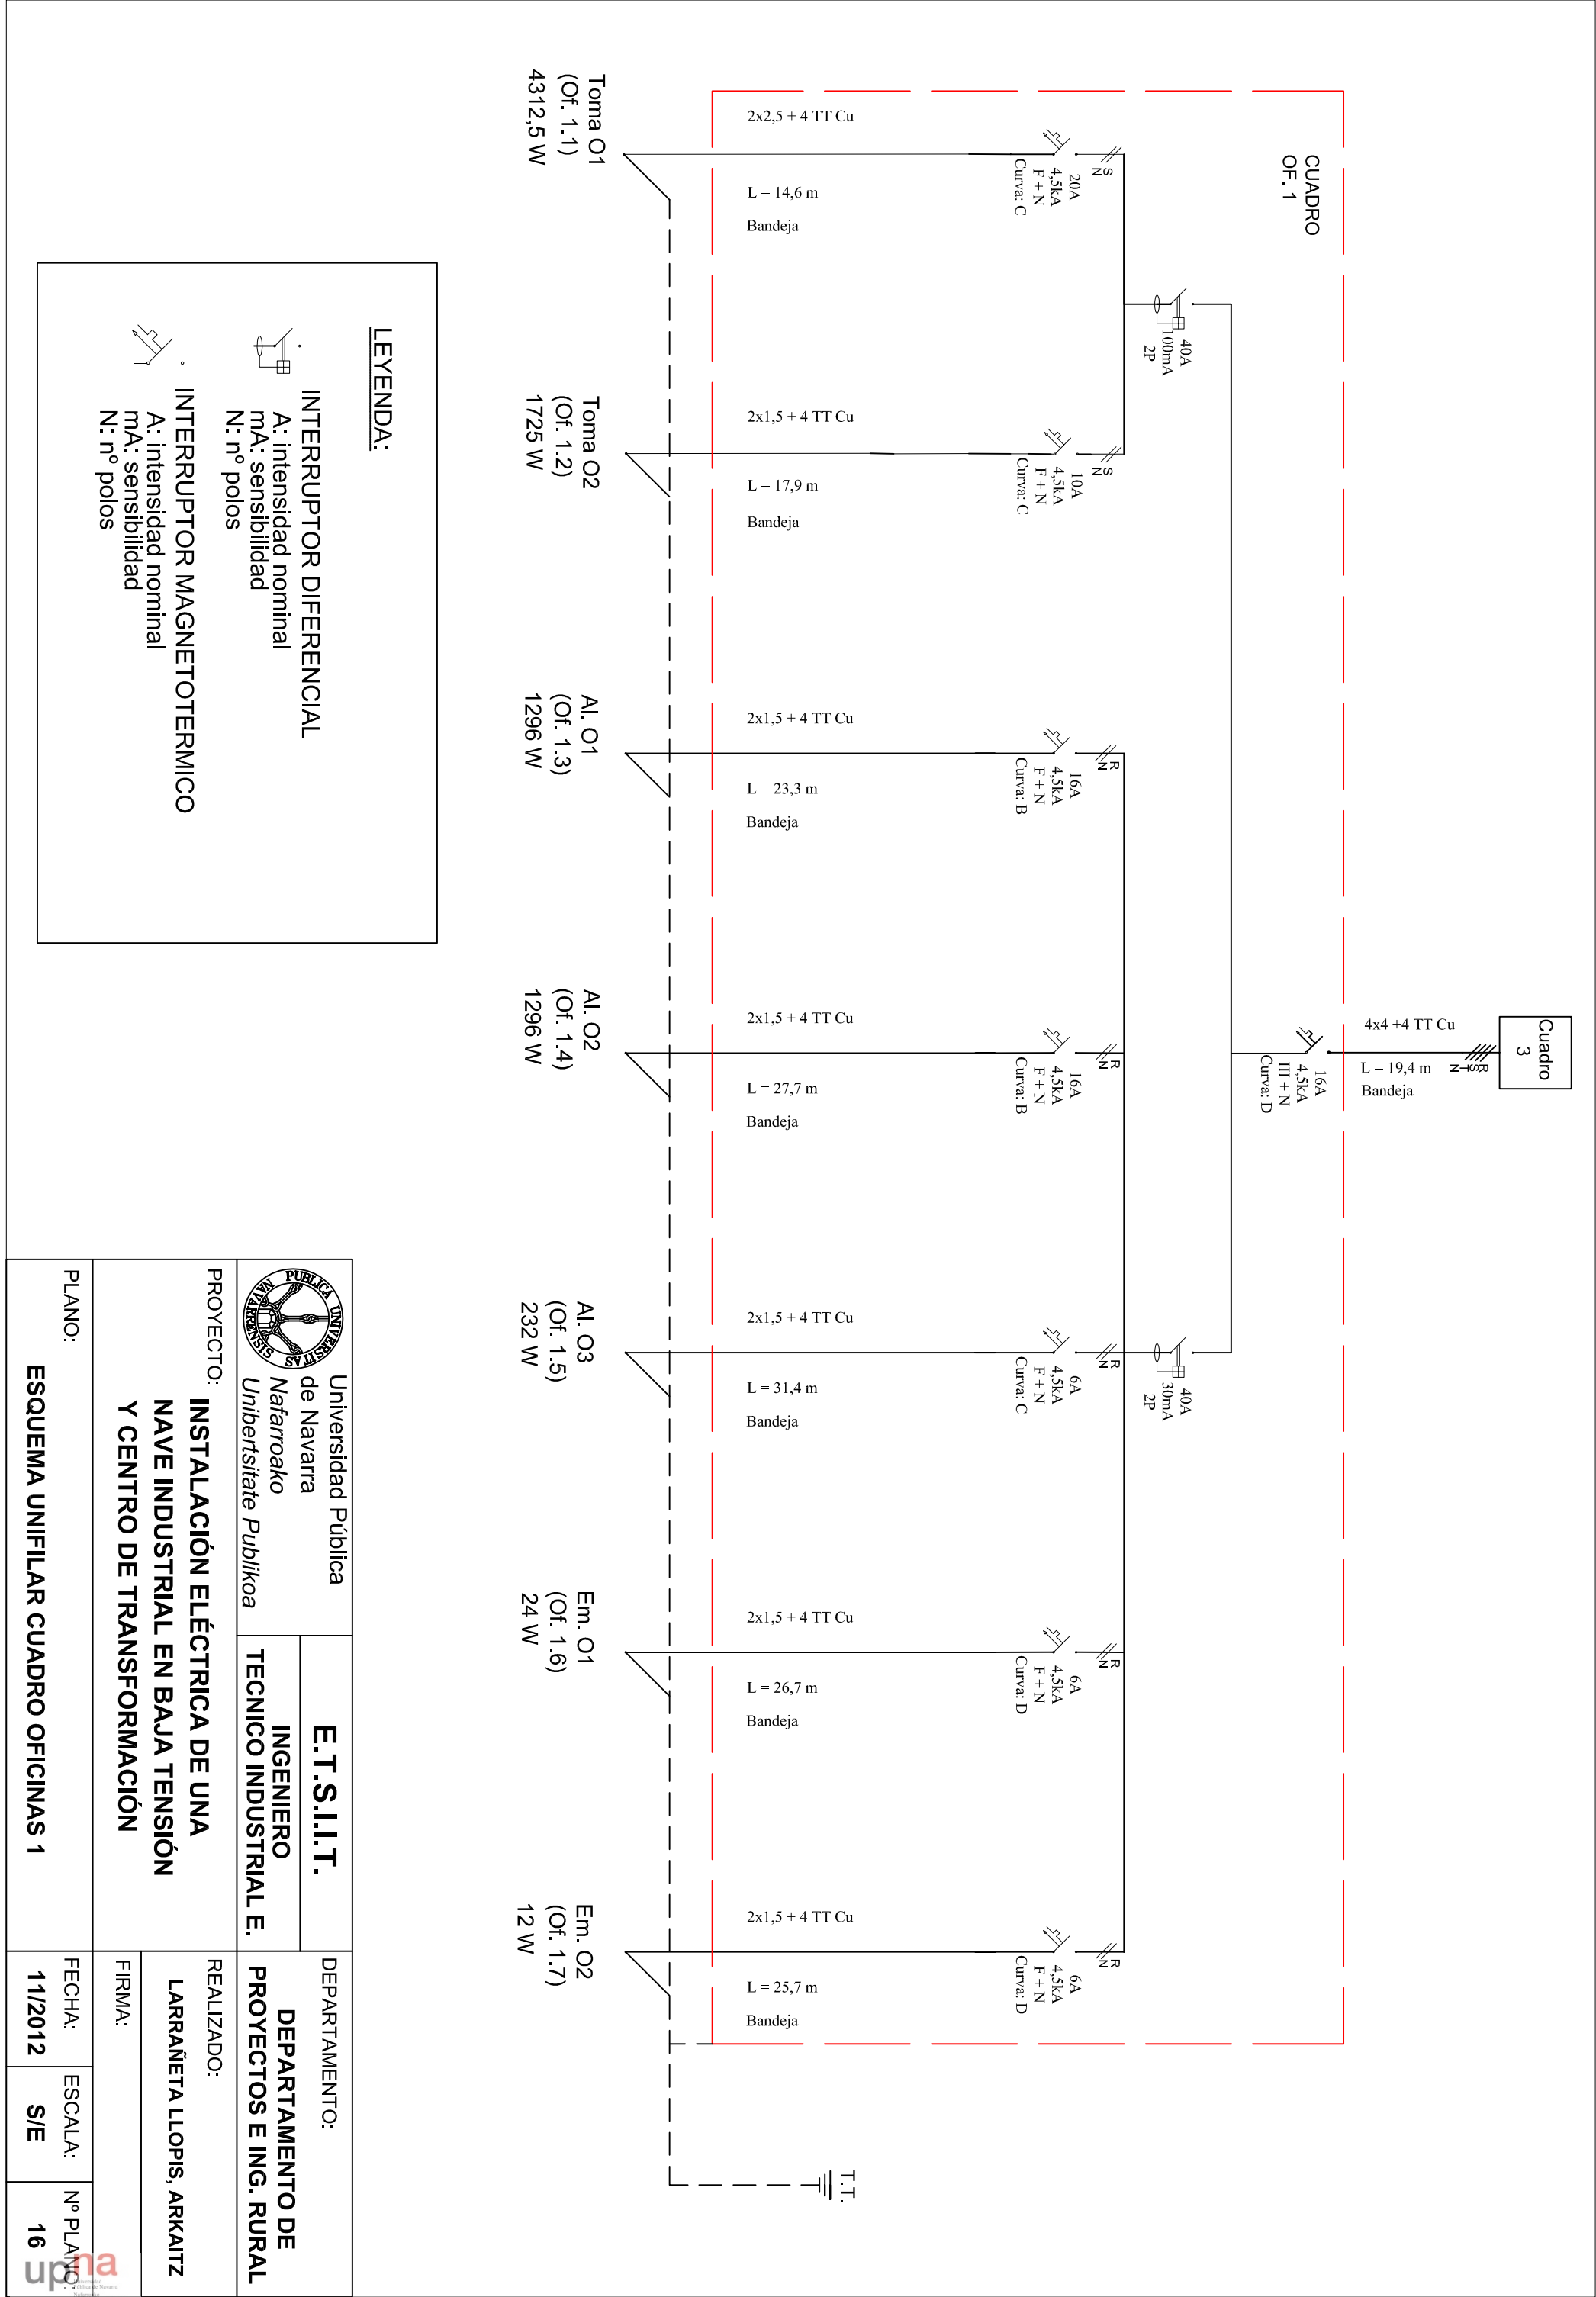 Cuadro
3
R
S
T
N
4x4 +4 TT Cu
L = 19,4 m
Bandeja
CUADRO
OF. 1
16A
4,5kA
III + N
Curva: D
40A
100mA
2P
40A
30mA
2P
S
N
20A
4,5kA
F + N
Curva: C
S
N
10A
4,5kA
F + N
Curva: C
R
N
16A
4,5kA
F + N
Curva: B
R
N
16A
4,5kA
F + N
Curva: B
R
N
6A
4,5kA
F + N
Curva: C
R
N
6A
4,5kA
F + N
Curva: D
R
N
6A
4,5kA
F + N
Curva: D
2x2,5 + 4 TT Cu
L = 14,6 m
Bandeja
2x1,5 + 4 TT Cu
L = 17,9 m
Bandeja
2x1,5 + 4 TT Cu
L = 23,3 m
Bandeja
2x1,5 + 4 TT Cu
L = 27,7 m
Bandeja
2x1,5 + 4 TT Cu
L = 31,4 m
Bandeja
2x1,5 + 4 TT Cu
L = 26,7 m
Bandeja
2x1,5 + 4 TT Cu
L = 25,7 m
Bandeja
T.T.
Toma O1
(Of. 1.1)
4312,5 W
Toma O2
(Of. 1.2)
1725 W
Al. O1
(Of. 1.3)
1296 W
Al. O2
(Of. 1.4)
1296 W
Al. O3
(Of. 1.5)
232 W
Em. O1
(Of. 1.6)
24 W
Em. O2
(Of. 1.7)
12 W
LEYENDA:
INTERRUPTOR DIFERENCIAL
A: intensidad nominal
mA: sensibilidad
N: nº polos
INTERRUPTOR MAGNETOTERMICO
A: intensidad nominal
mA: sensibilidad
N: nº polos
UNIVERSITAS PUBLICA NAVARRENSIS
Universidad Pública
de Navarra
Nafarroako
Unibertsitate Publikoa
E.T.S.I.I.T.
INGENIERO
TECNICO INDUSTRIAL E.
DEPARTAMENTO:
DEPARTAMENTO DE
PROYECTOS E ING. RURAL
PROYECTO:
INSTALACIÓN ELÉCTRICA DE UNA
NAVE INDUSTRIAL EN BAJA TENSIÓN
Y CENTRO DE TRANSFORMACIÓN
REALIZADO:
LARRAÑETA LLOPIS, ARKAITZ
FIRMA:
PLANO:
ESQUEMA UNIFILAR CUADRO OFICINAS 1
FECHA:
11/2012
ESCALA:
S/E
Nº PLANO:
16
upna